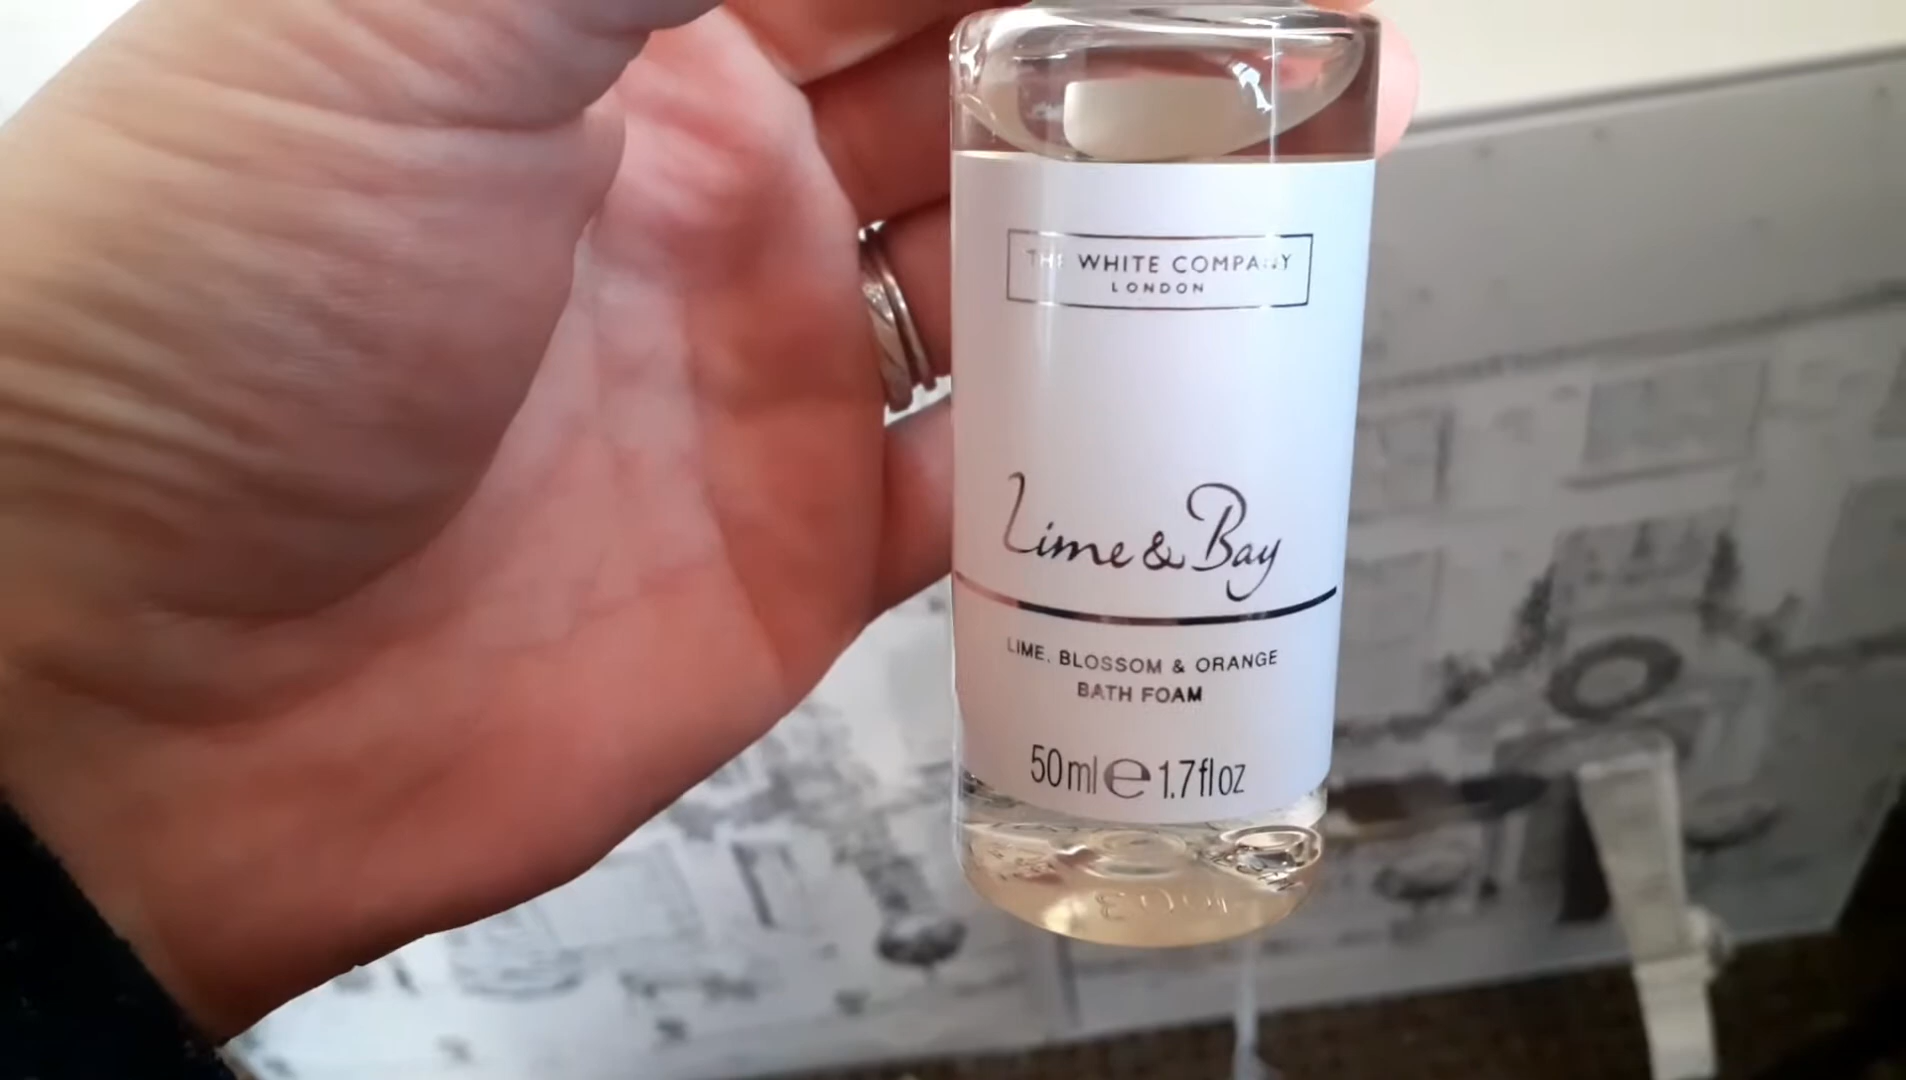 THE WHITE COMPANY
LONDON
Lime & Bay
LIME, BLOSSOM & ORANGE
BATH FOAM
50ml e 1.7fl oz